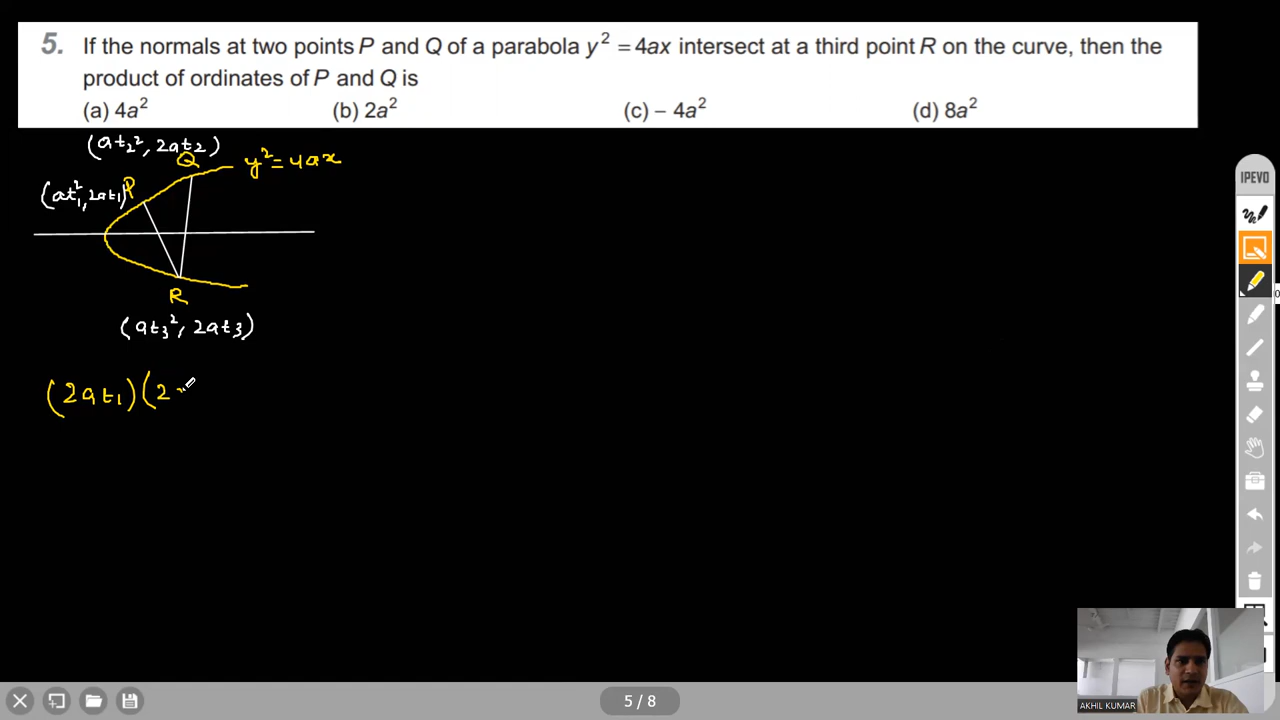 5. If the normals at two points P and Q of a parabola y² = 4ax intersect at a third point R on the curve, then the
product of ordinates of P and Q is
(a) 4a² (b) 2a² (c) – 4a² (d) 8a²
(at₂², 2at₂)
Q y² = 4ax
(at₁², 2at₁) P
R
(at₃², 2at₃)
(2at₁)(2
IPEVO
5 / 8
AKHIL KUMAR